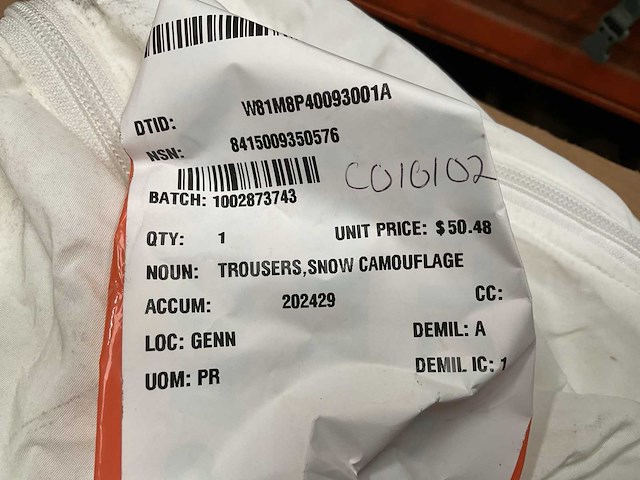 DTID: W81M8P40093001A
NSN: 8415009350576
C010102
BATCH: 1002873743
QTY: 1 UNIT PRICE: $50.48
NOUN: TROUSERS,SNOW CAMOUFLAGE
ACCUM: 202429 CC:
LOC: GENN DEMIL: A
UOM: PR DEMIL IC: 1